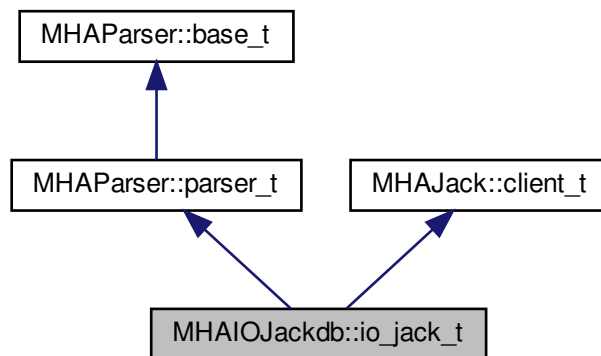 MHAParser::base_t
MHAParser::parser_t
MHAJack::client_t
MHAIOJackdb::io_jack_t